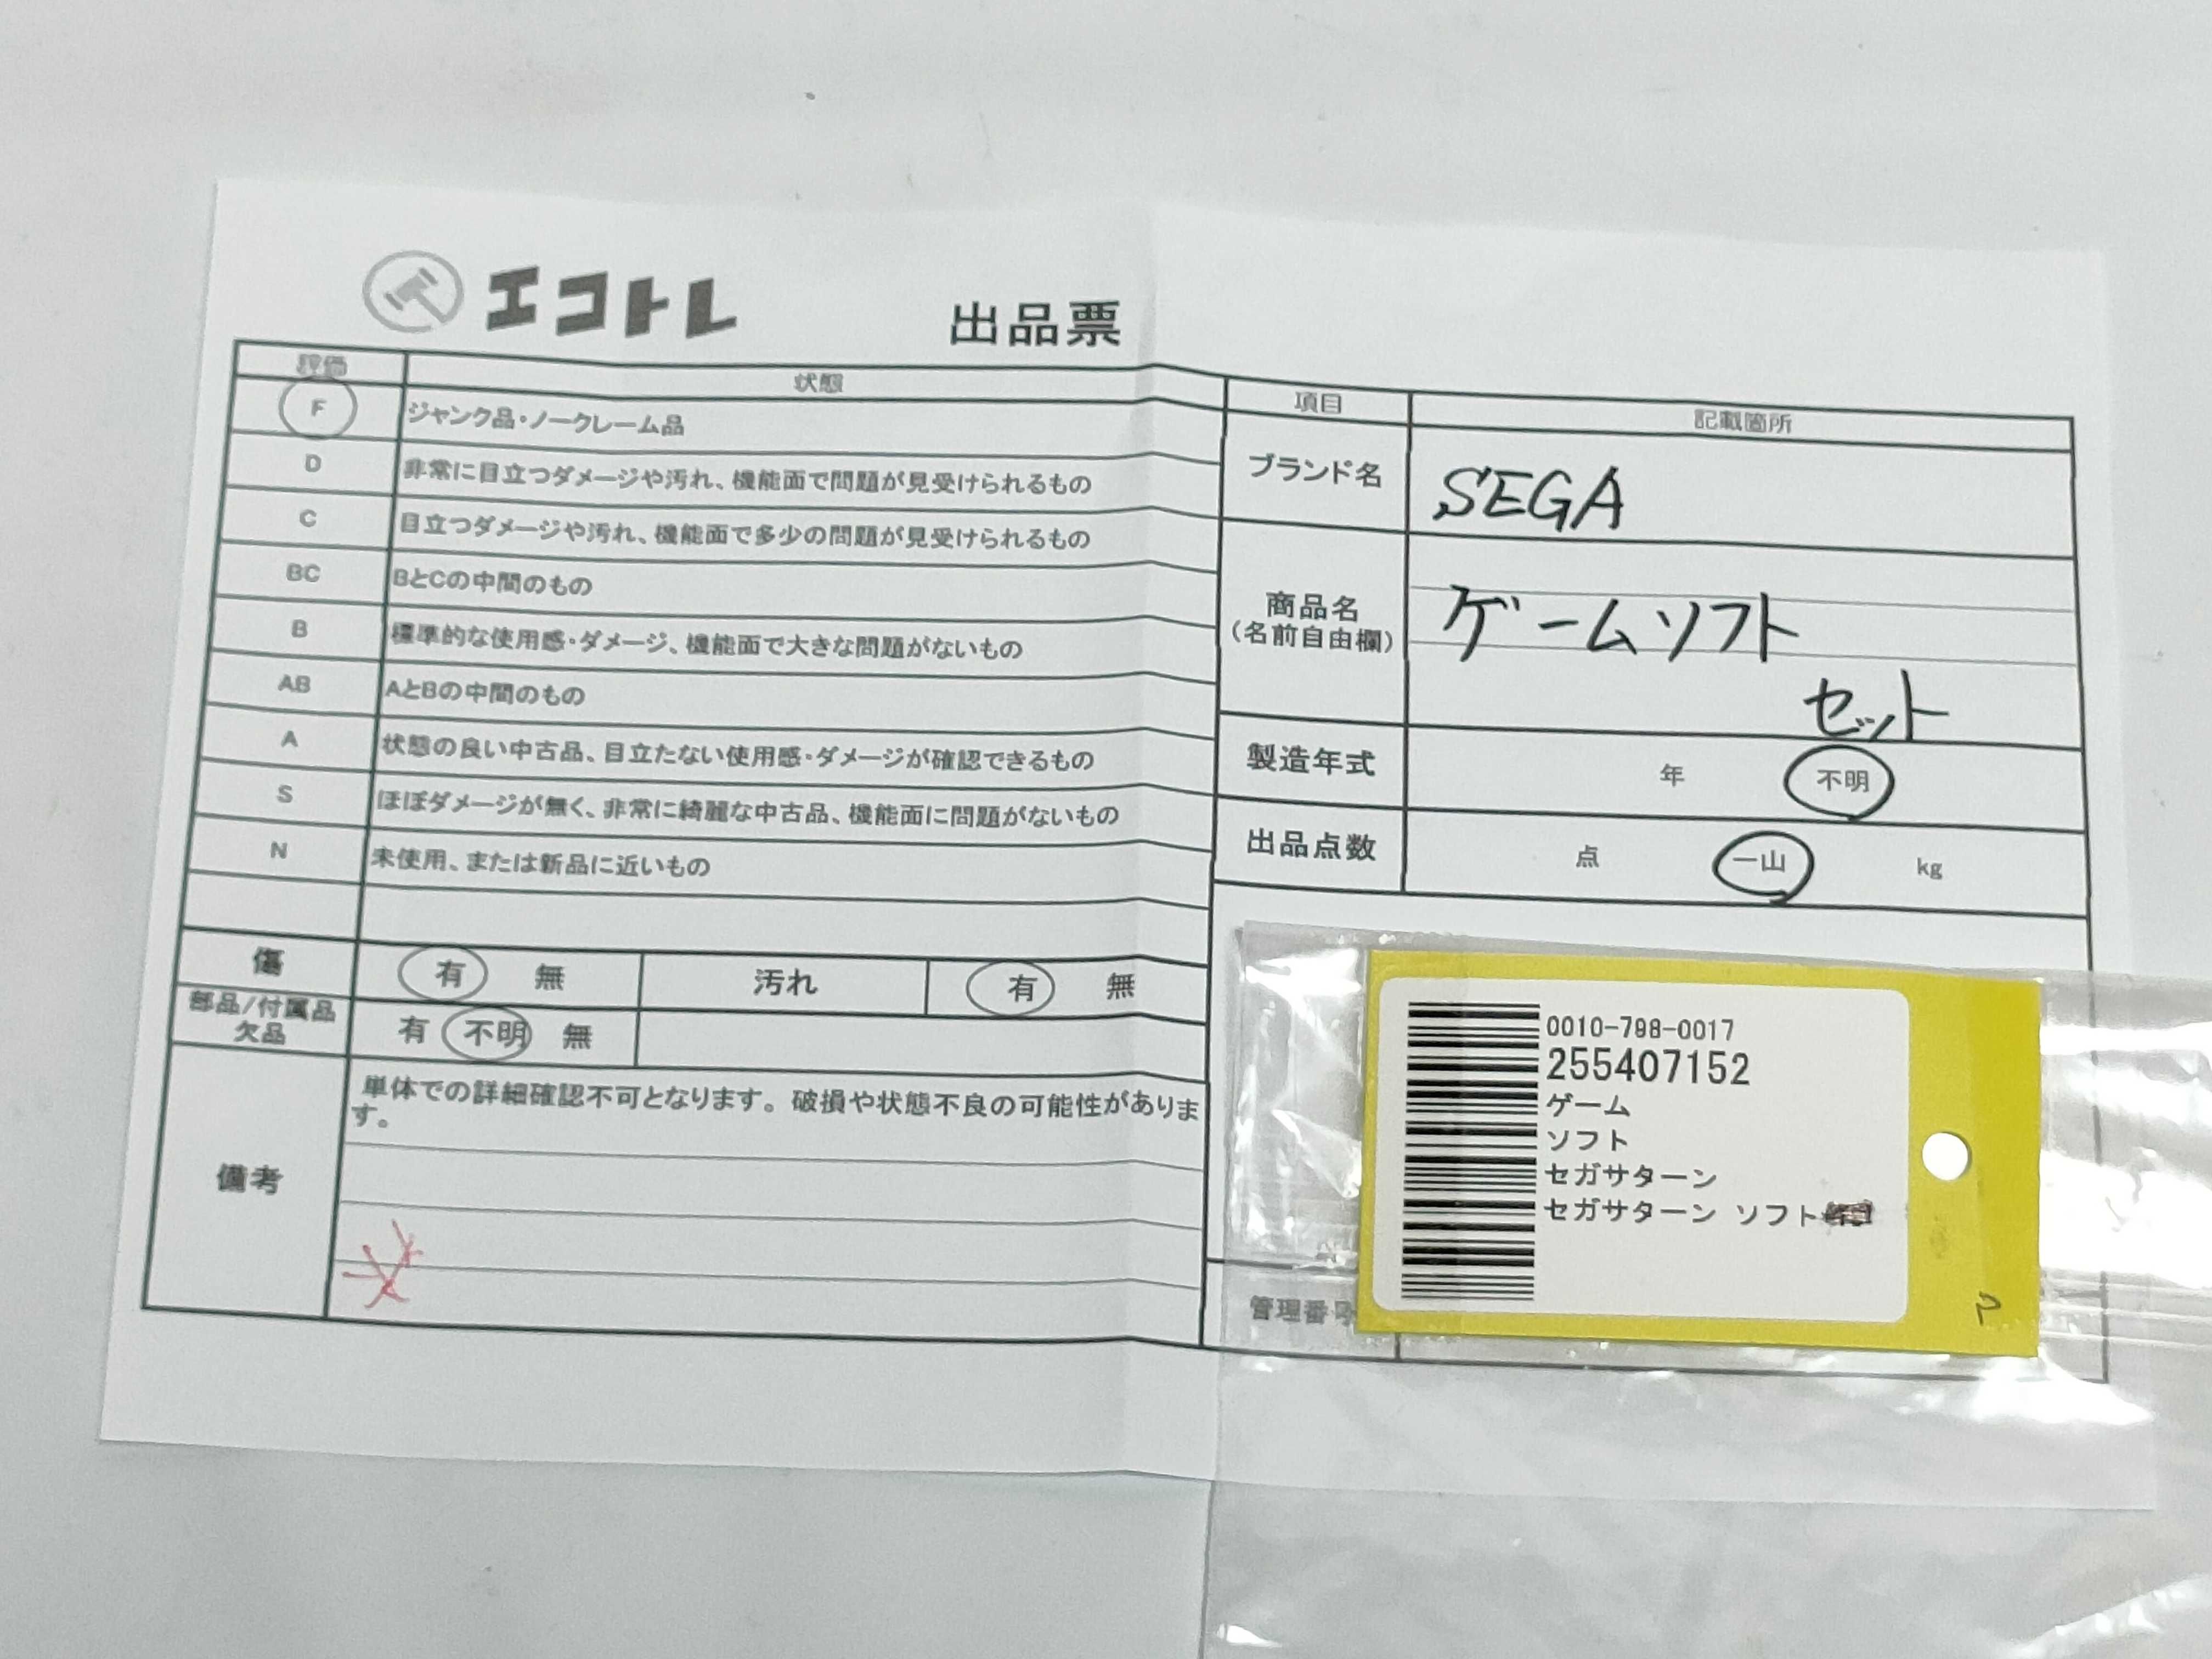 エコトレ
出品票
評価 状態
F ジャンク品・ノークレーム品
D 非常に目立つダメージや汚れ、機能面で問題が見受けられるもの
C 目立つダメージや汚れ、機能面で多少の問題が見受けられるもの
BC BとCの中間のもの
B 標準的な使用感・ダメージ、機能面で大きな問題がないもの
AB AとBの中間のもの
A 状態の良い中古品、目立たない使用感・ダメージが確認できるもの
S ほぼダメージが無く、非常に綺麗な中古品、機能面に問題がないもの
N 未使用、または新品に近いもの
傷 有 無 汚れ 有 無
部品/付属品
欠品
有 不明 無
備考
単体での詳細確認不可となります。破損や状態不良の可能性がありま
す。
項目 記載箇所
ブランド名 SEGA
商品名
(名前自由欄)
ゲームソフト
セット
製造年式 年 不明
出品点数 点 一山 kg
管理番号
0010-798-0017
255407152
ゲーム
ソフト
セガサターン
セガサターン ソフト
2